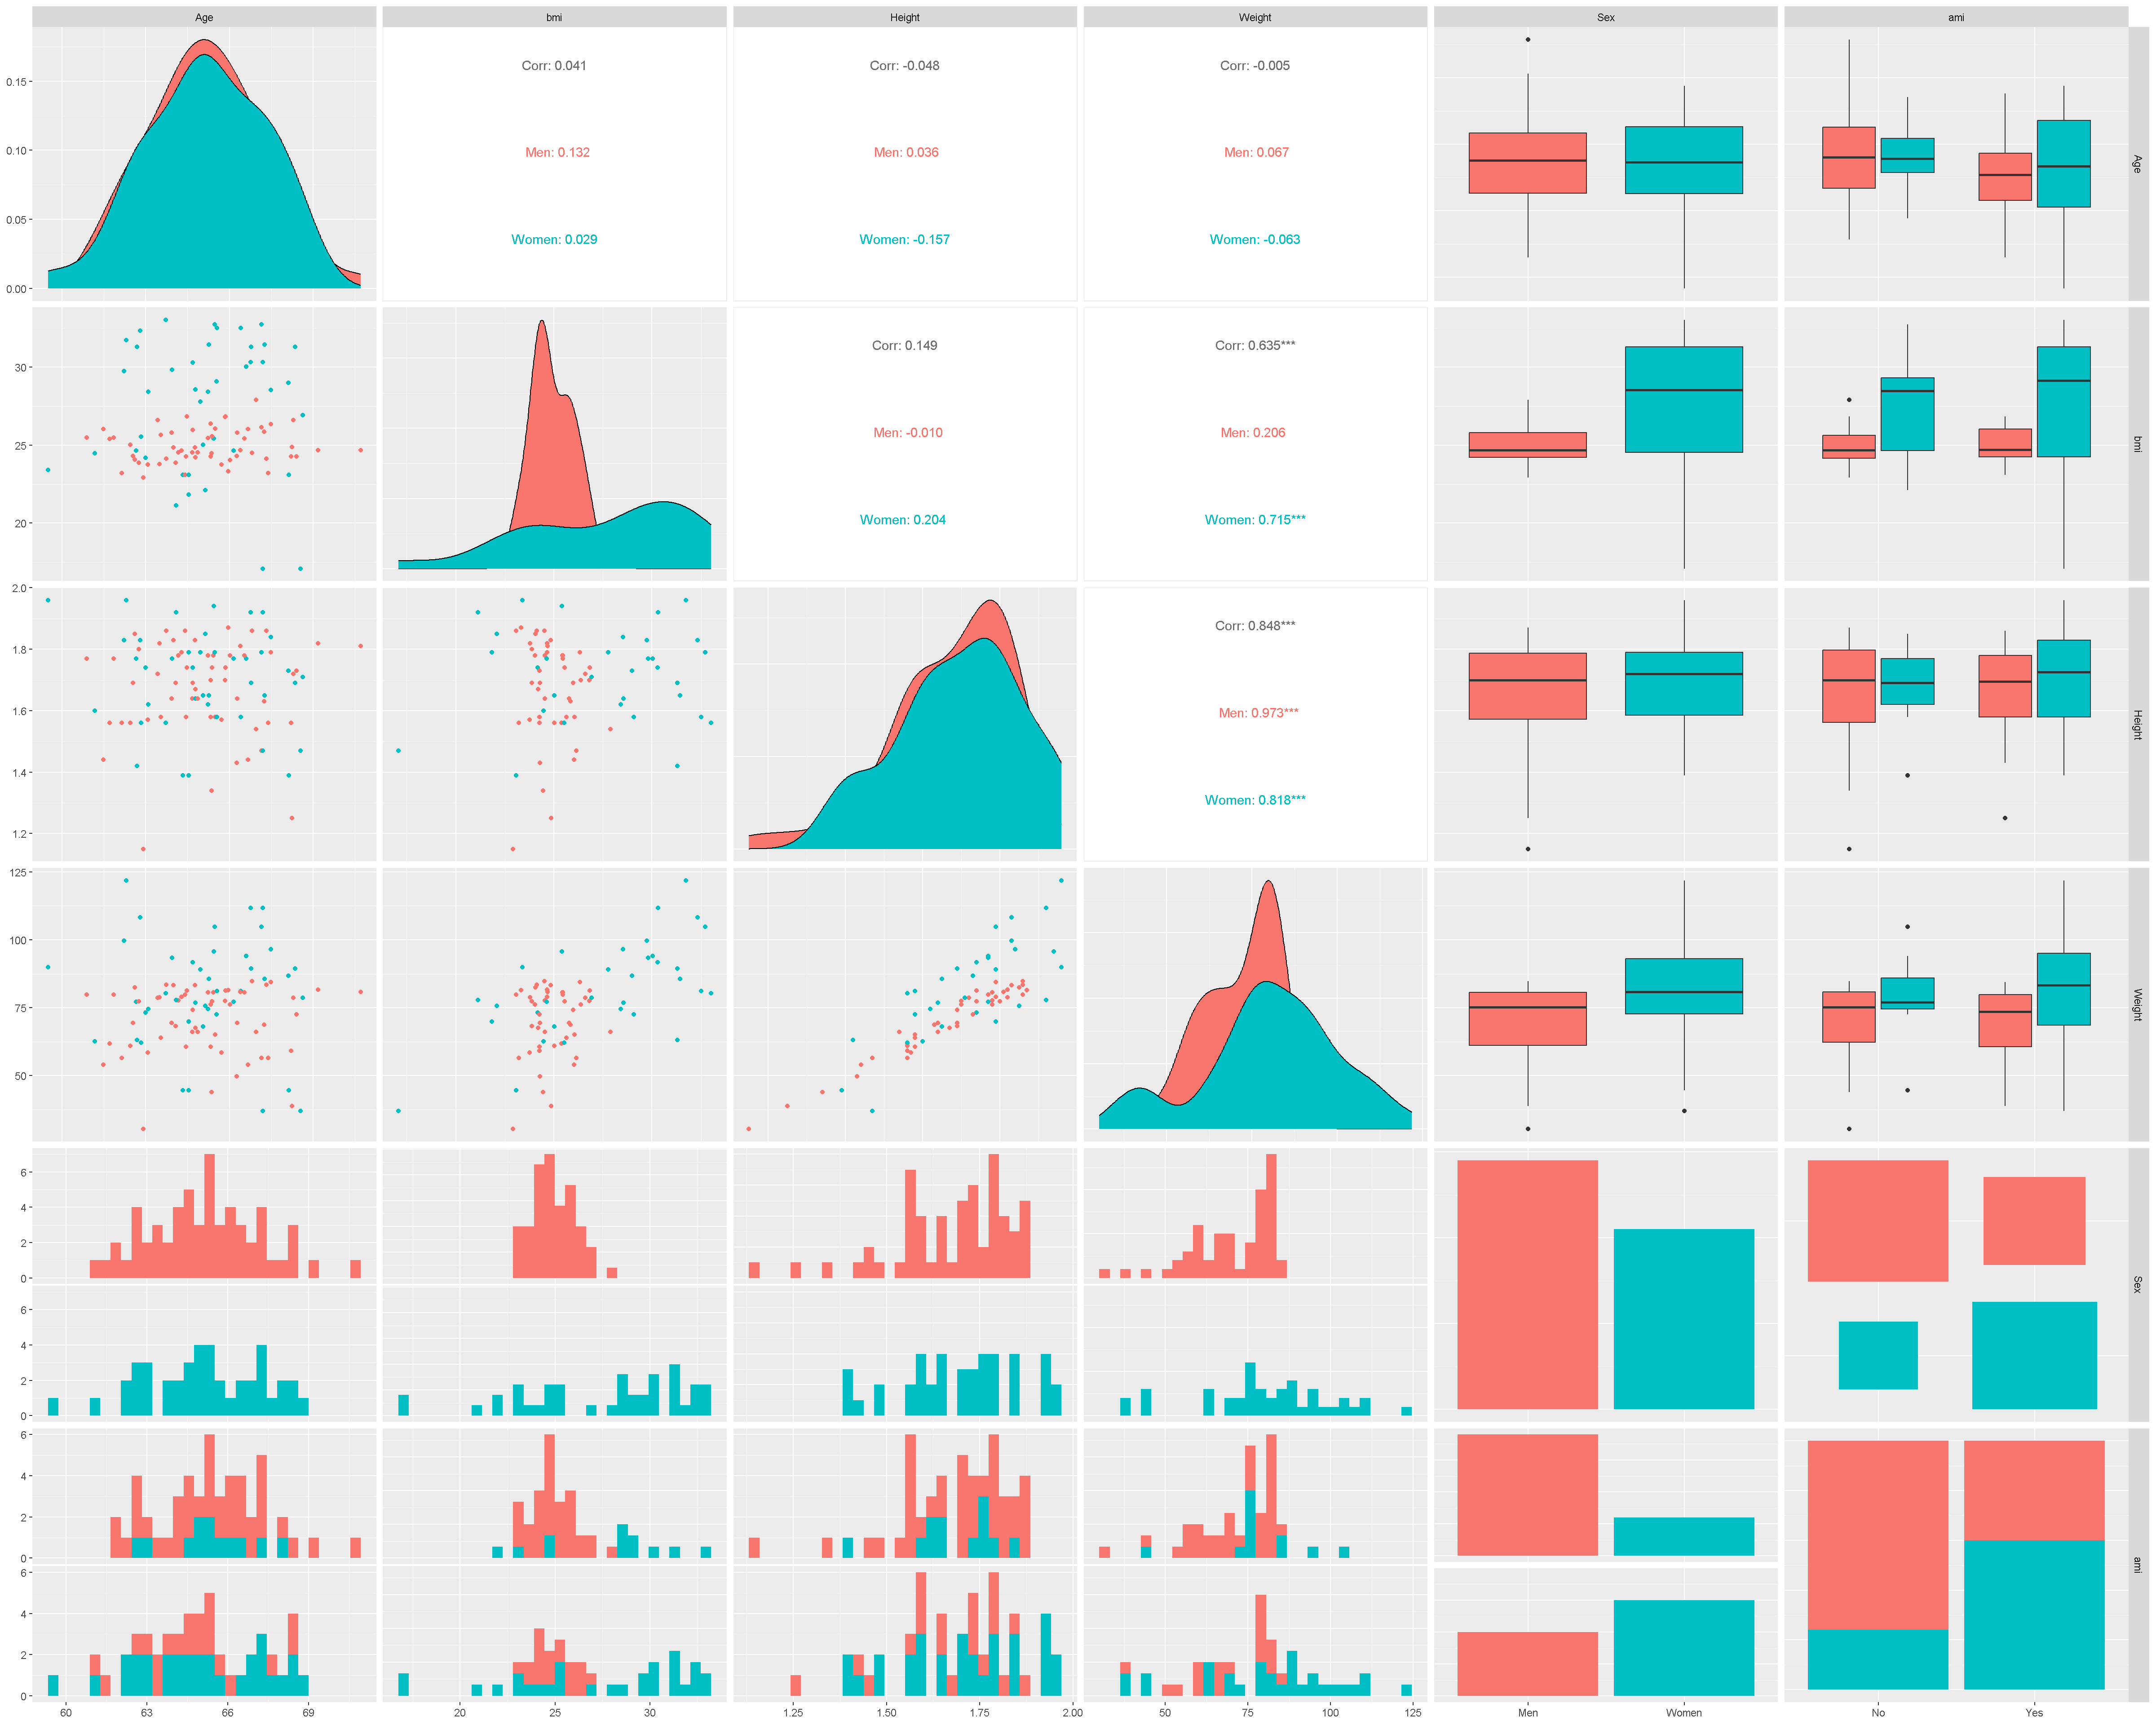 Age bmi Height Weight Sex ami
0.15
0.10
0.05
0.00
Corr: 0.041
Men: 0.132
Women: 0.029
Corr: -0.048
Men: 0.036
Women: -0.157
Corr: -0.005
Men: 0.067
Women: -0.063
Age
30
25
20
Corr: 0.149
Men: -0.010
Women: 0.204
Corr: 0.635***
Men: 0.206
Women: 0.715***
bmi
2.0
1.8
1.6
1.4
1.2
Corr: 0.848***
Men: 0.973***
Women: 0.818***
Height
125
100
75
50
Weight
6
4
2
0
6
4
2
0
Sex
6
4
2
0
6
4
2
0
ami
60 63 66 69
20 25 30
1.25 1.50 1.75 2.00
50 75 100 125
Men Women
No Yes